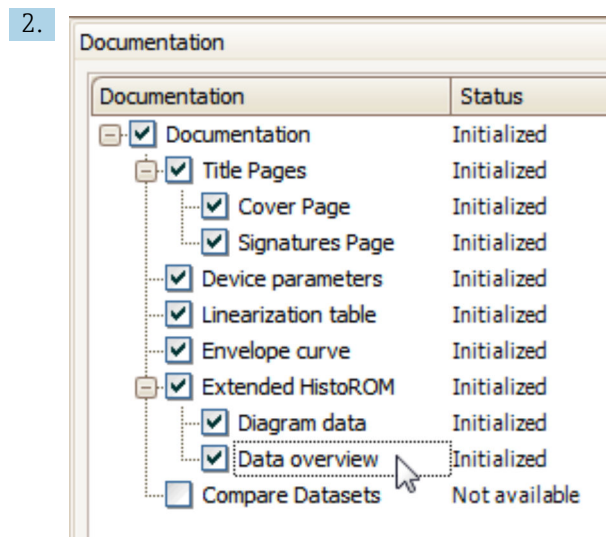 2.
Documentation
Documentation Status
Documentation Initialized
Title Pages Initialized
Cover Page Initialized
Signatures Page Initialized
Device parameters Initialized
Linearization table Initialized
Envelope curve Initialized
Extended HistoROM Initialized
Diagram data Initialized
Data overview Initialized
Compare Datasets Not available